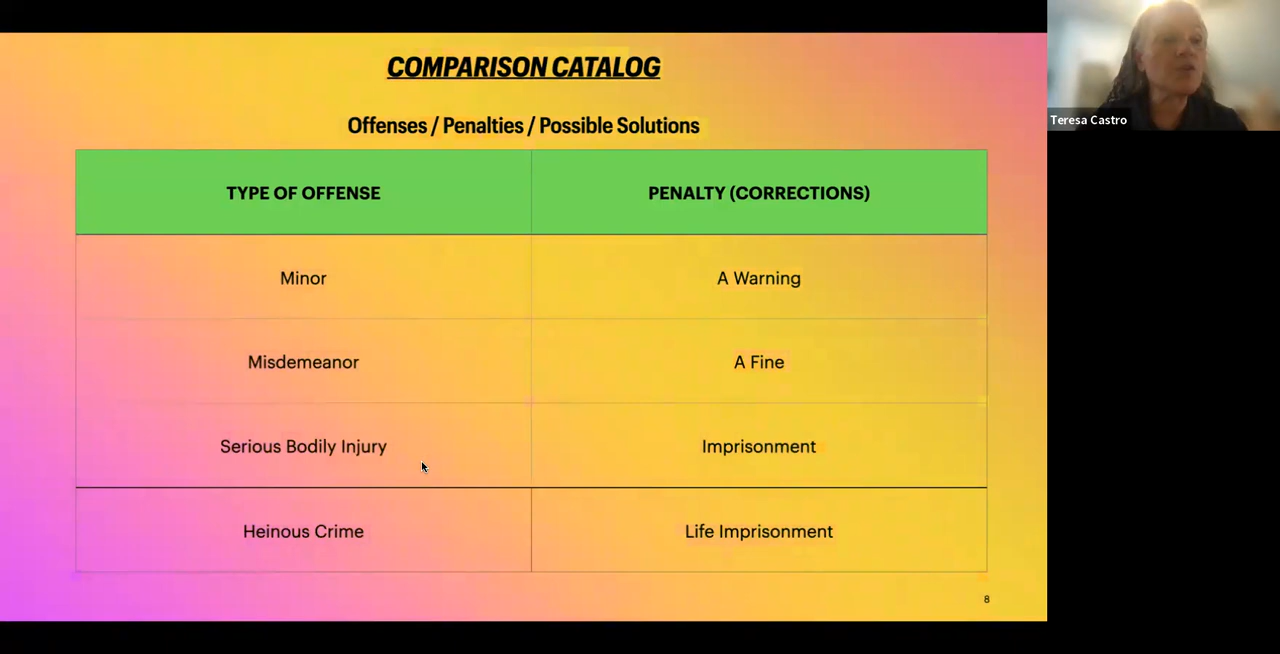 COMPARISON CATALOG
Offenses / Penalties / Possible Solutions
TYPE OF OFFENSE PENALTY (CORRECTIONS)
Minor A Warning
Misdemeanor A Fine
Serious Bodily Injury Imprisonment
Heinous Crime Life Imprisonment
8
Teresa Castro